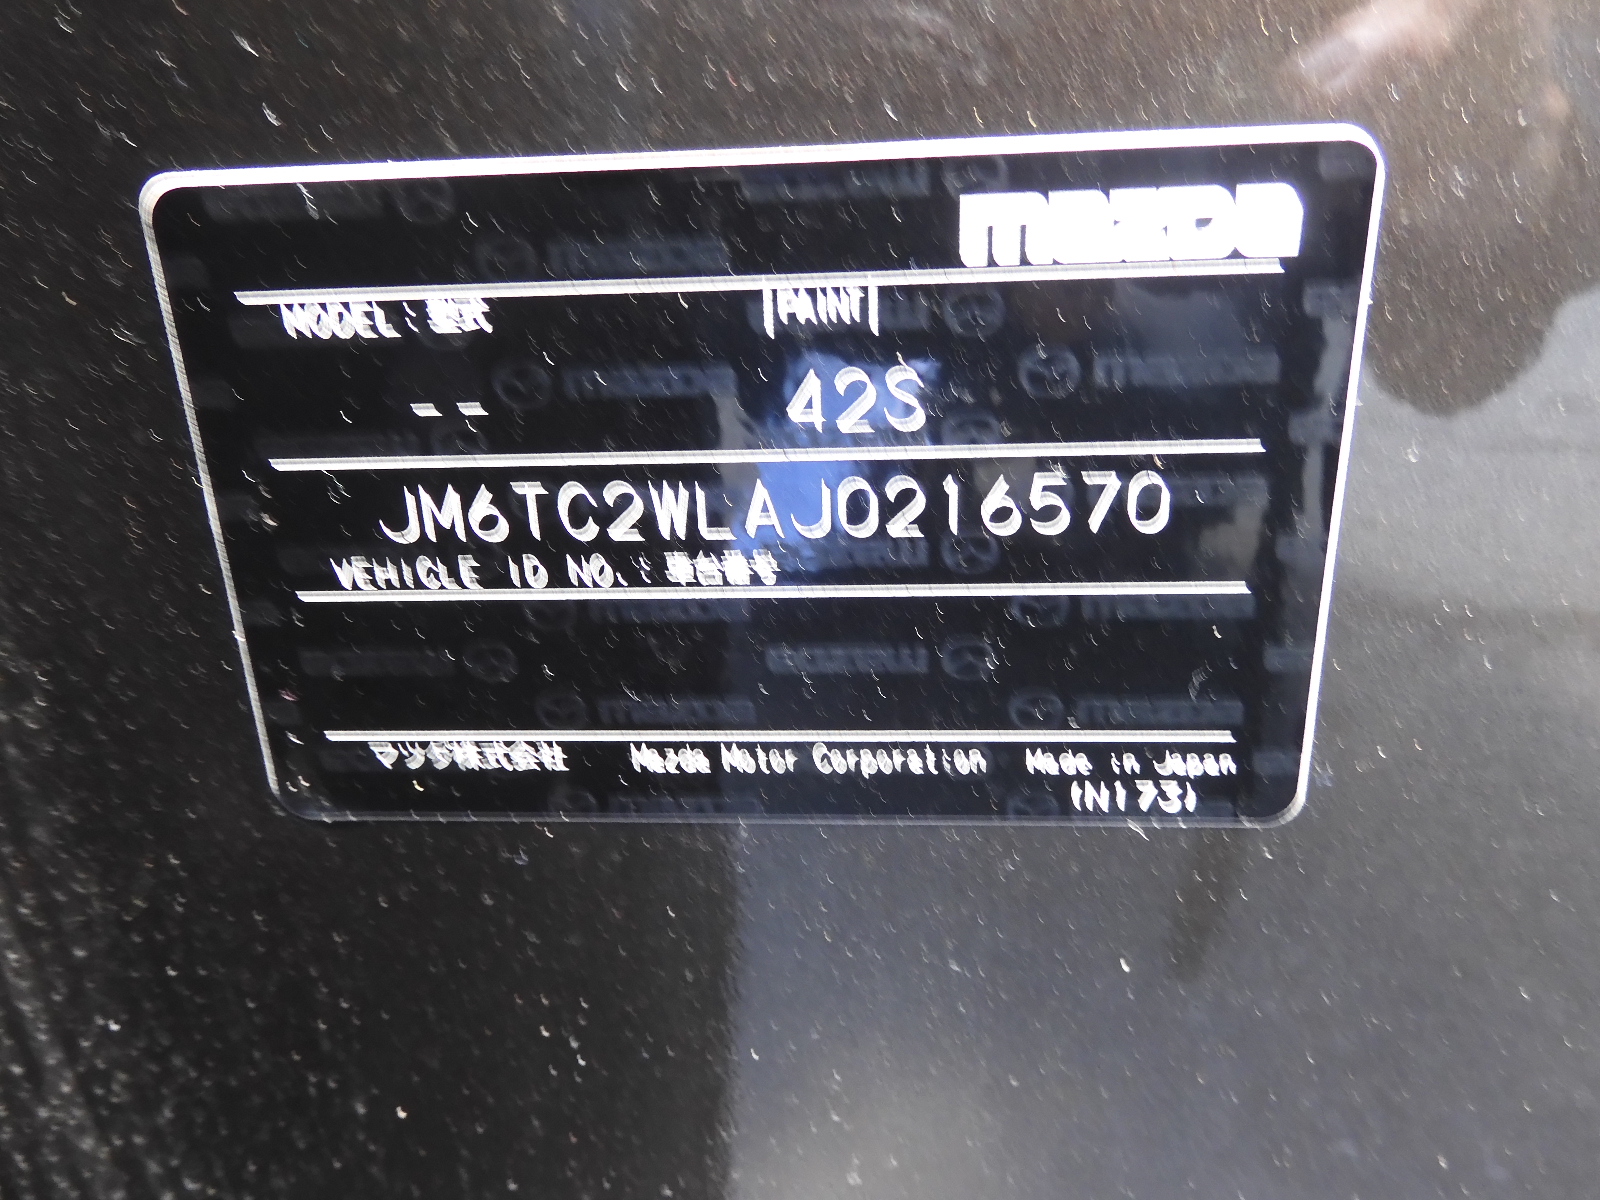 mazda
MODEL : 型式 |PAINT|
-- 42S
JM6TC2WLAJ0216570
VEHICLE ID NO. : 車台番号
マツダ株式会社 Mazda Motor Corporation Made in Japan
(N173)